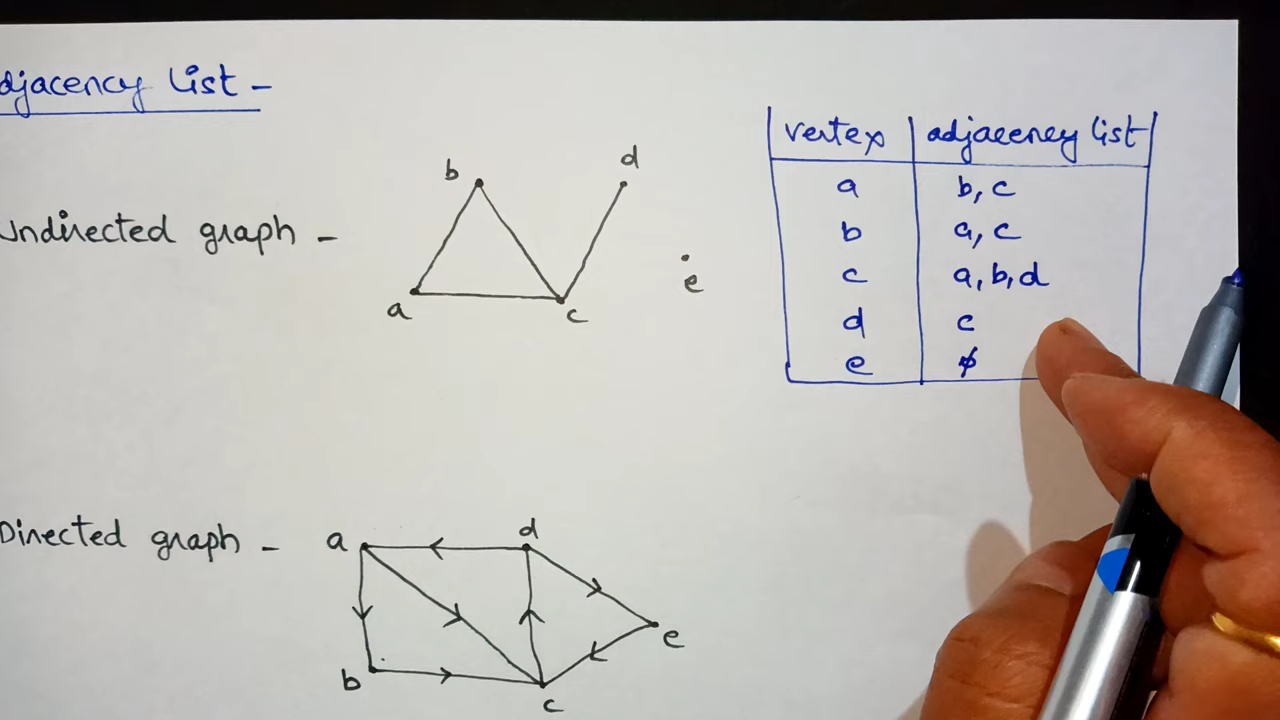 djacency list -
Undirected graph -
b
d
a
c
e
vertex adjacency list
a b, c
b a, c
c a, b, d
d c
e ϕ
Directed graph -
a
d
b
c
e